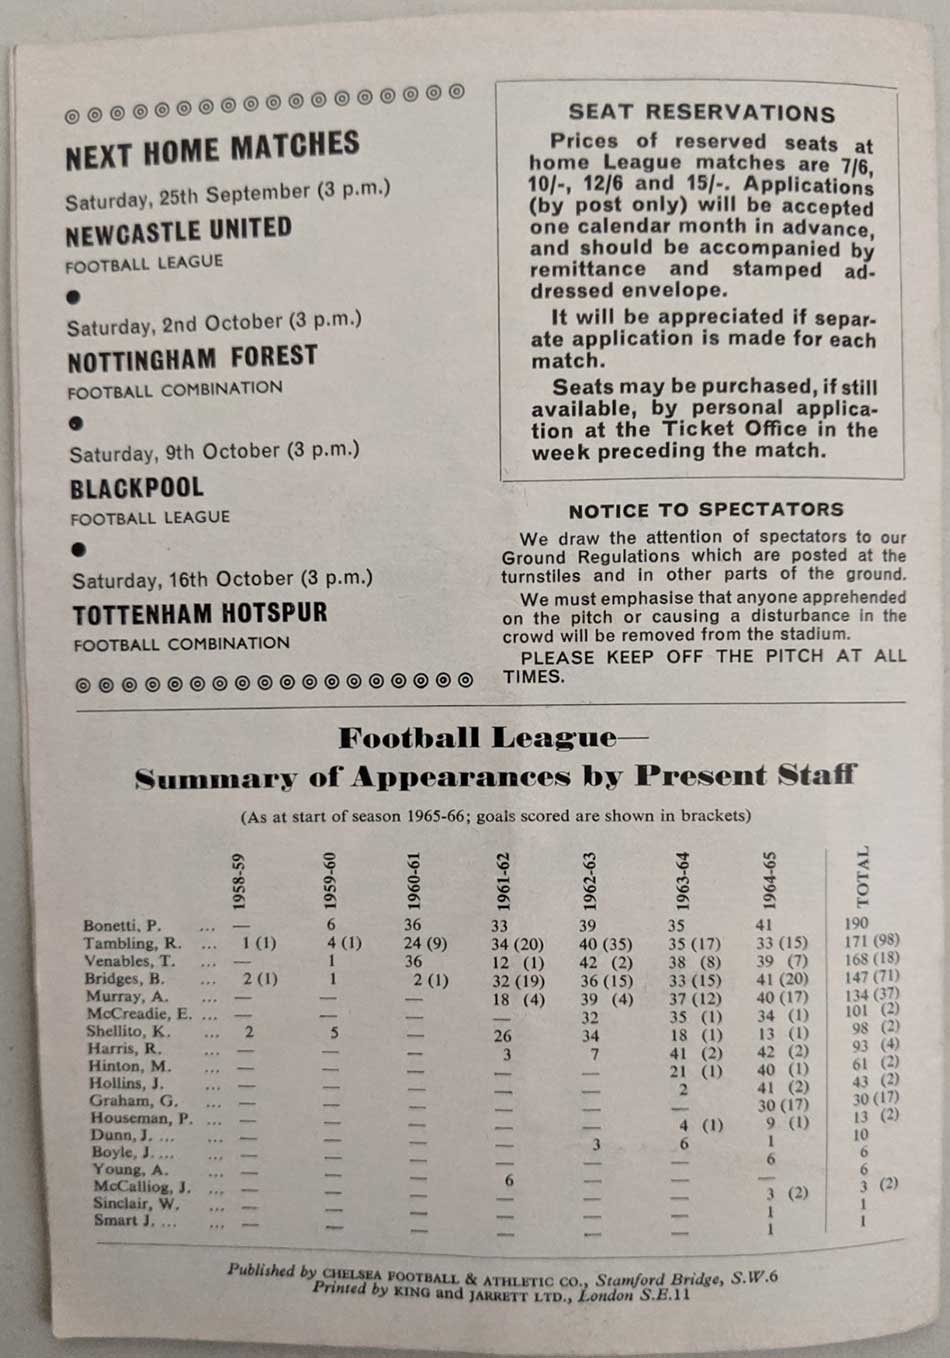 NEXT HOME MATCHES
Saturday, 25th September (3 p.m.)
NEWCASTLE UNITED
FOOTBALL LEAGUE
Saturday, 2nd October (3 p.m.)
NOTTINGHAM FOREST
FOOTBALL COMBINATION
Saturday, 9th October (3 p.m.)
BLACKPOOL
FOOTBALL LEAGUE
Saturday, 16th October (3 p.m.)
TOTTENHAM HOTSPUR
FOOTBALL COMBINATION
SEAT RESERVATIONS
Prices of reserved seats at
home League matches are 7/6,
10/-, 12/6 and 15/-. Applications
(by post only) will be accepted
one calendar month in advance,
and should be accompanied by
remittance and stamped ad-
dressed envelope.
It will be appreciated if separ-
ate application is made for each
match.
Seats may be purchased, if still
available, by personal applica-
tion at the Ticket Office in the
week preceding the match.
NOTICE TO SPECTATORS
We draw the attention of spectators to our
Ground Regulations which are posted at the
turnstiles and in other parts of the ground.
We must emphasise that anyone apprehended
on the pitch or causing a disturbance in the
crowd will be removed from the stadium.
PLEASE KEEP OFF THE PITCH AT ALL
TIMES.
Football League—
Summary of Appearances by Present Staff
(As at start of season 1965-66; goals scored are shown in brackets)
1958-59 1959-60 1960-61 1961-62 1962-63 1963-64 1964-65 TOTAL
Bonetti, P. ... — 6 36 33 39 35 41 190
Tambling, R. ... 1 (1) 4 (1) 24 (9) 34 (20) 40 (35) 35 (17) 33 (15) 171 (98)
Venables, T. ... — 1 36 12 (1) 42 (2) 38 (8) 39 (7) 168 (18)
Bridges, B. ... 2 (1) 1 2 (1) 32 (19) 36 (15) 33 (15) 41 (20) 147 (71)
Murray, A. ... — — — 18 (4) 39 (4) 37 (12) 40 (17) 134 (37)
McCreadie, E. ... — — — — 32 35 (1) 34 (1) 101 (2)
Shellito, K. ... 2 5 — 26 34 18 (1) 13 (1) 98 (2)
Harris, R. ... — — — 3 7 41 (2) 42 (2) 93 (4)
Hinton, M. ... — — — — — 21 (1) 40 (1) 61 (2)
Hollins, J. ... — — — — — 2 41 (2) 43 (2)
Graham, G. ... — — — — — — 30 (17) 30 (17)
Houseman, P. ... — — — — — 4 (1) 9 (1) 13 (2)
Dunn, J. ... ... — — — — 3 6 1 10
Boyle, J. ... ... — — — — — — 6 6
Young, A. ... — — — 6 — — — 6
McCalliog, J. ... — — — — — — 3 (2) 3 (2)
Sinclair, W. ... — — — — — — 1 1
Smart J. ... ... — — — — — — 1 1
Published by CHELSEA FOOTBALL & ATHLETIC CO., Stamford Bridge, S.W.6
Printed by KING and JARRETT LTD., London S.E.11